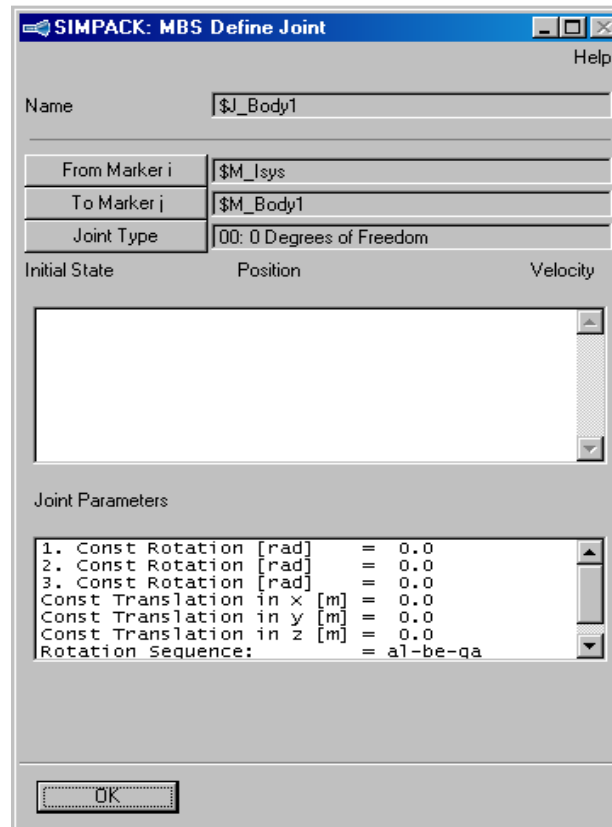 SIMPACK: MBS Define Joint
Help
Name $J_Body1
From Marker i $M_Isys
To Marker j $M_Body1
Joint Type 00: 0 Degrees of Freedom
Initial State Position Velocity
Joint Parameters
1. Const Rotation [rad] = 0.0
2. Const Rotation [rad] = 0.0
3. Const Rotation [rad] = 0.0
Const Translation in x [m] = 0.0
Const Translation in y [m] = 0.0
Const Translation in z [m] = 0.0
Rotation Sequence: = al-be-ga
OK